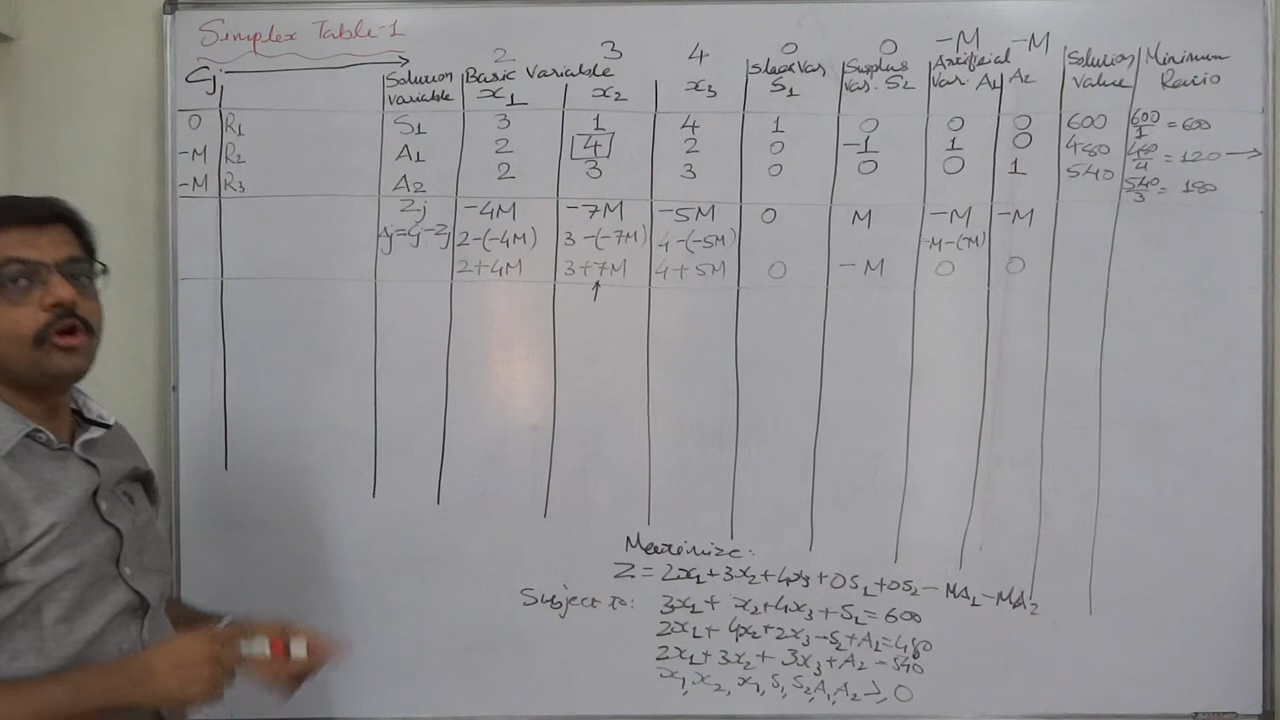 Simplex Table-1
2 3 4 0 0 -M -M
Cj Solution Variable Basic Variable x1 x2 x3 Slack Var S1 Surplus Var. S2 Artificial Var. A1 A2 Solution Value Minimum Ratio
0 R1 S1 3 1 4 1 0 0 0 600 600/1 = 600
-M R2 A1 2 4 2 0 -1 1 0 480 480/4 = 120 →
-M R3 A2 2 3 3 0 0 0 1 540 540/3 = 180
Zj -4M -7M -5M 0 M -M -M
Δj=Cj-Zj 2-(-4M) 3-(-7M) 4-(-5M) -M-(-M)
2+4M 3+7M 4+5M 0 -M 0 0
↑
Maximize:
Z = 2x1+3x2+4x3+0S1+0S2-MA1-MA2
Subject to: 3x1+x2+4x3+S1=600
2x1+4x2+2x3-S2+A1=480
2x1+3x2+3x3+A2=540
x1,x2,x3,S1,S2,A1,A2 ≥ 0